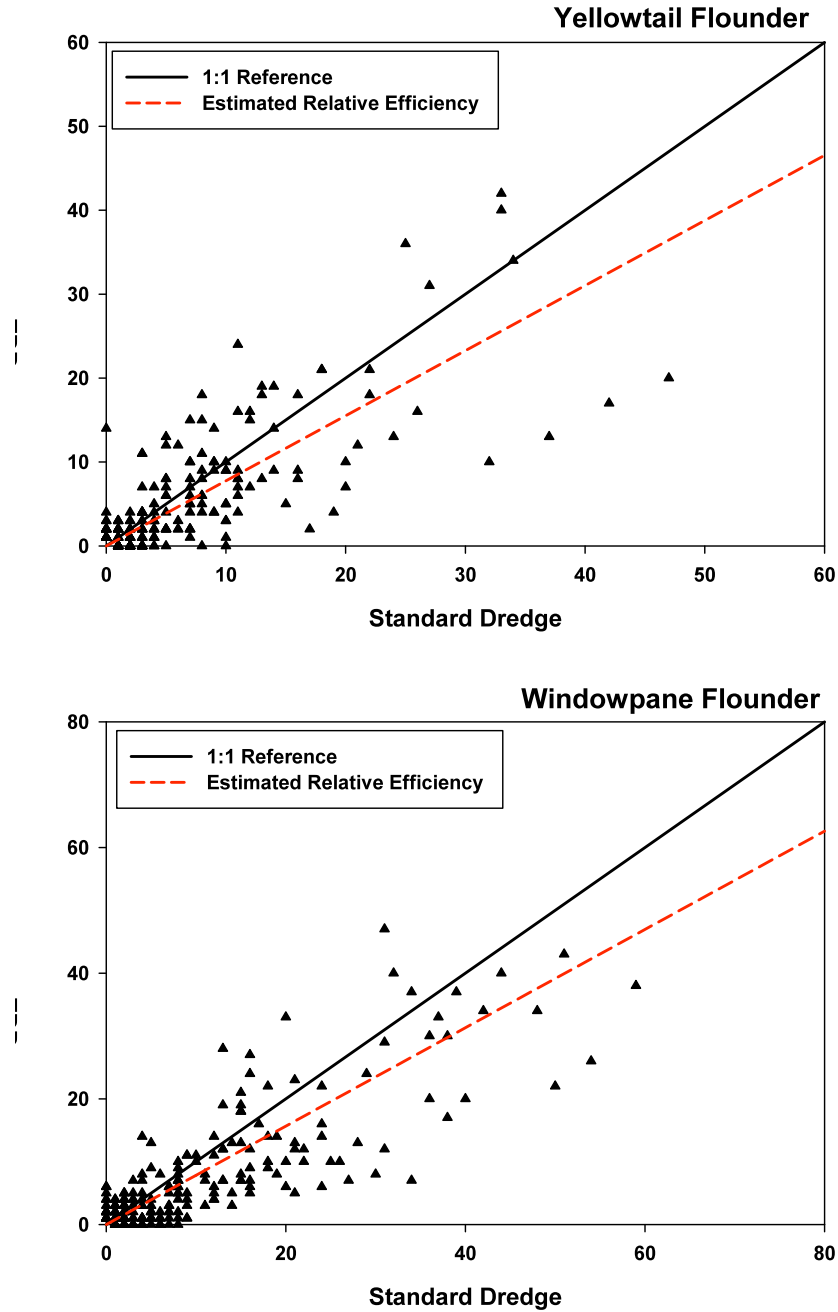 Yellowtail Flounder
60
1:1 Reference
Estimated Relative Efficiency
50
40
30
20
10
0
0 10 20 30 40 50 60
Standard Dredge
Windowpane Flounder
80
1:1 Reference
Estimated Relative Efficiency
60
40
20
0
0 20 40 60 80
Standard Dredge